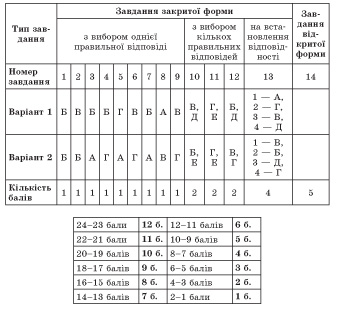 Тип завдання
Завдання закритої форми
Завдання відкритої форми
з вибором однієї правильної відповіді
з вибором кількох правильних відповідей
на встановлення відповідності
Номер завдання 1 2 3 4 5 6 7 8 9 10 11 12 13 14
Варіант 1 Б В Б Б Г В Б А В В, Д Г, Е Б, Д 1 — А, 2 — Г, 3 — В, 4 — Д
Варіант 2 Б Б А Г А Г А В Г Б, Е Г, Е В, Г 1 — В, 2 — Б, 3 — Д, 4 — Г
Кількість балів 1 1 1 1 1 1 1 1 1 2 2 2 4 5
24–23 бали 12 б. 12–11 балів 6 б.
22–21 бали 11 б. 10–9 балів 5 б.
20–19 балів 10 б. 8–7 балів 4 б.
18–17 балів 9 б. 6–5 балів 3 б.
16–15 балів 8 б. 4–3 балів 2 б.
14–13 балів 7 б. 2–1 бали 1 б.